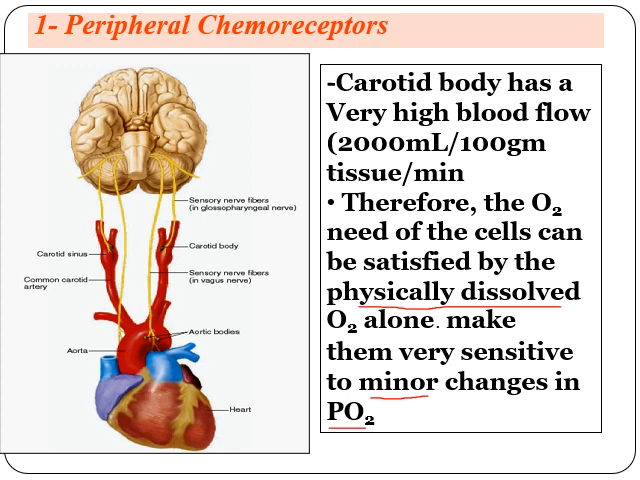 1- Peripheral Chemoreceptors
Sensory nerve fibers
(in glossopharyngeal nerve)
Carotid sinus
Carotid body
Common carotid
artery
Sensory nerve fibers
(in vagus nerve)
Aortic bodies
Aorta
Heart
-Carotid body has a
Very high blood flow
(2000mL/100gm
tissue/min
• Therefore, the O₂
need of the cells can
be satisfied by the
physically dissolved
O₂ alone. make
them very sensitive
to minor changes in
PO₂